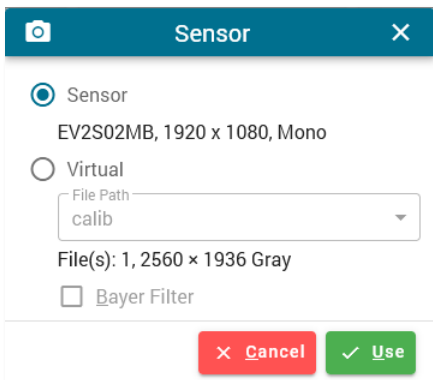 Sensor
Sensor
EV2S02MB, 1920 x 1080, Mono
Virtual
File Path
calib
File(s): 1, 2560 × 1936 Gray
Bayer Filter
Cancel
Use